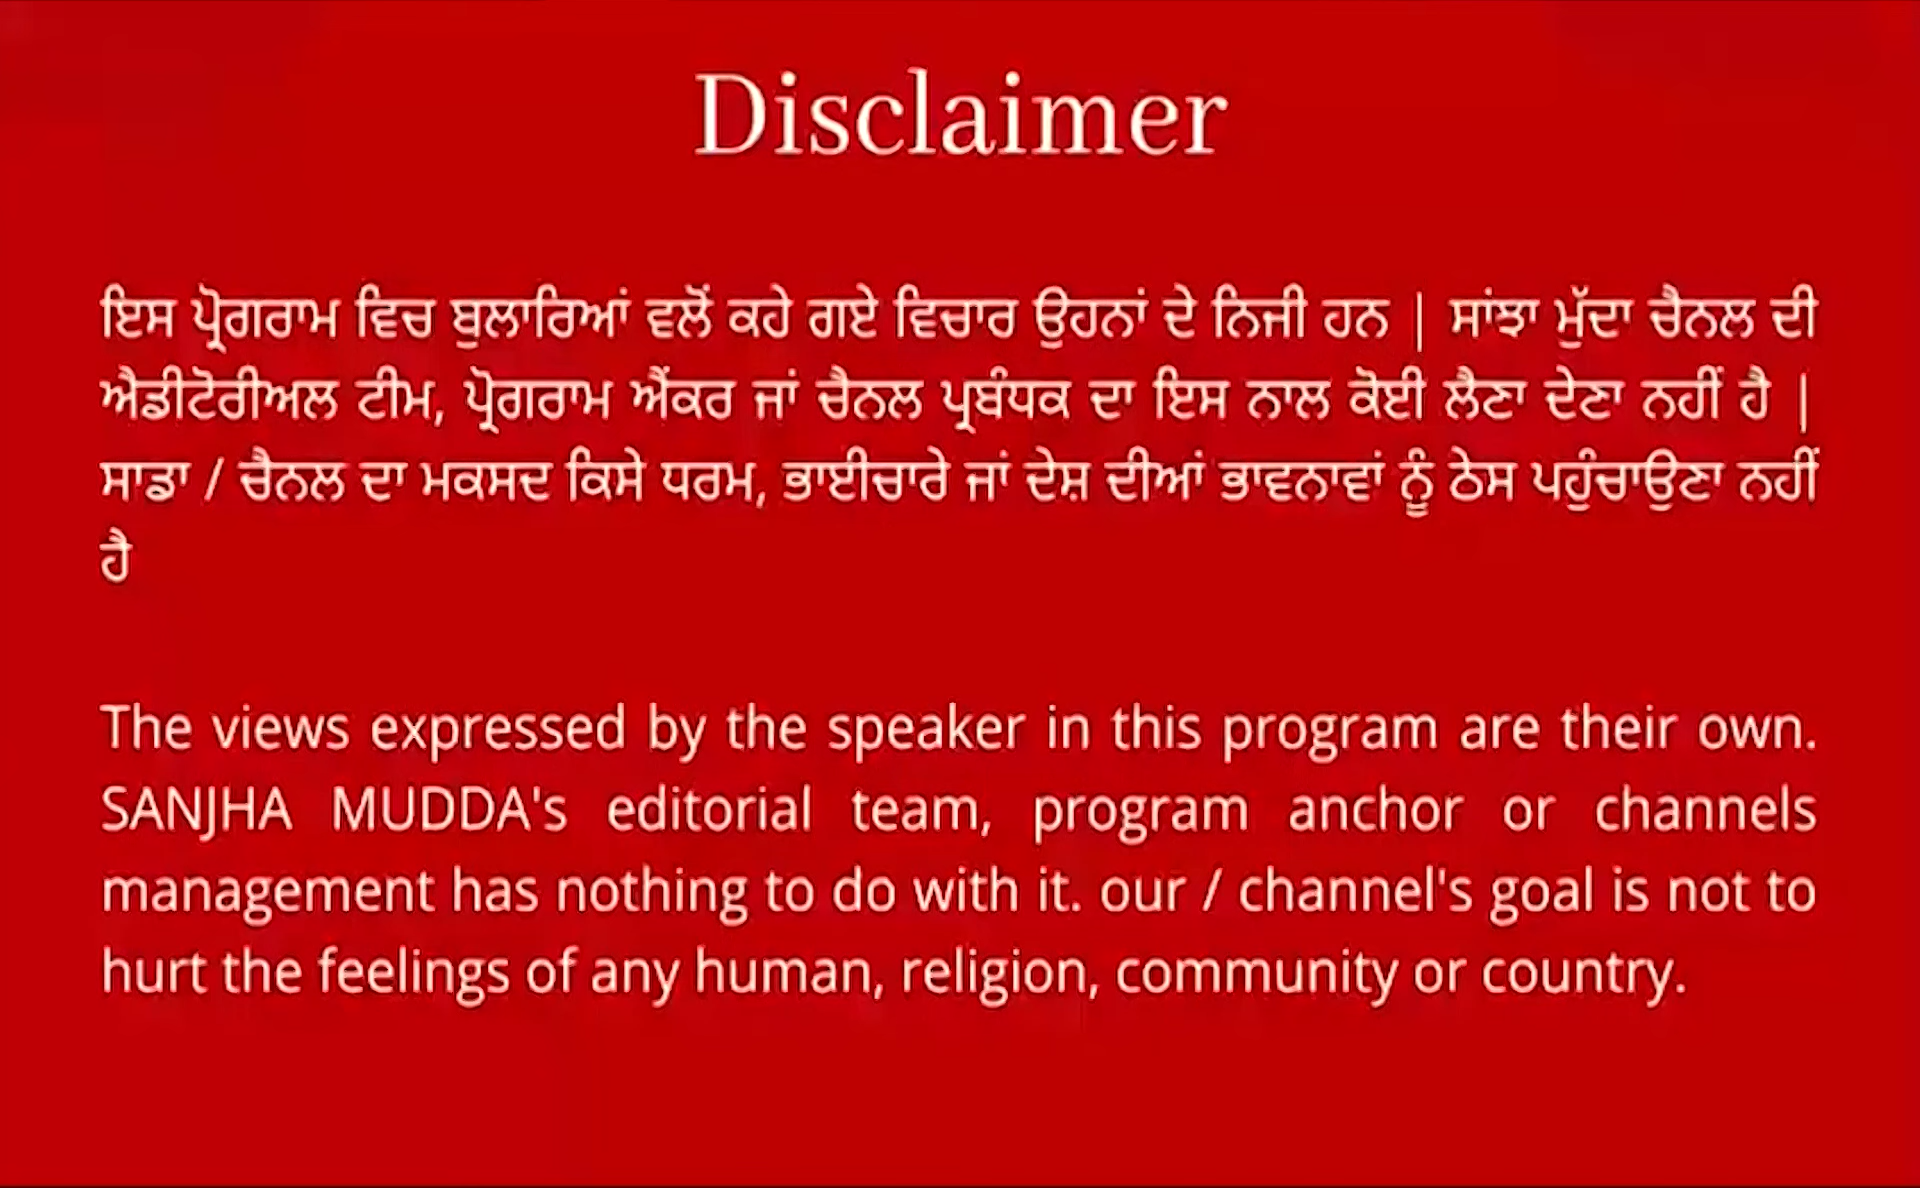 Disclaimer
ਇਸ ਪ੍ਰੋਗਰਾਮ ਵਿਚ ਬੁਲਾਰਿਆਂ ਵਲੋਂ ਕਹੇ ਗਏ ਵਿਚਾਰ ਉਹਨਾਂ ਦੇ ਨਿਜੀ ਹਨ | ਸਾਂਝਾ ਮੁੱਦਾ ਚੈਨਲ ਦੀ
ਐਡੀਟੋਰੀਅਲ ਟੀਮ, ਪ੍ਰੋਗਰਾਮ ਐਂਕਰ ਜਾਂ ਚੈਨਲ ਪ੍ਰਬੰਧਕ ਦਾ ਇਸ ਨਾਲ ਕੋਈ ਲੈਣਾ ਦੇਣਾ ਨਹੀਂ ਹੈ |
ਸਾਡਾ / ਚੈਨਲ ਦਾ ਮਕਸਦ ਕਿਸੇ ਧਰਮ, ਭਾਈਚਾਰੇ ਜਾਂ ਦੇਸ਼ ਦੀਆਂ ਭਾਵਨਾਵਾਂ ਨੂੰ ਠੇਸ ਪਹੁੰਚਾਉਣਾ ਨਹੀਂ
ਹੈ
The views expressed by the speaker in this program are their own.
SANJHA MUDDA's editorial team, program anchor or channels
management has nothing to do with it. our / channel's goal is not to
hurt the feelings of any human, religion, community or country.